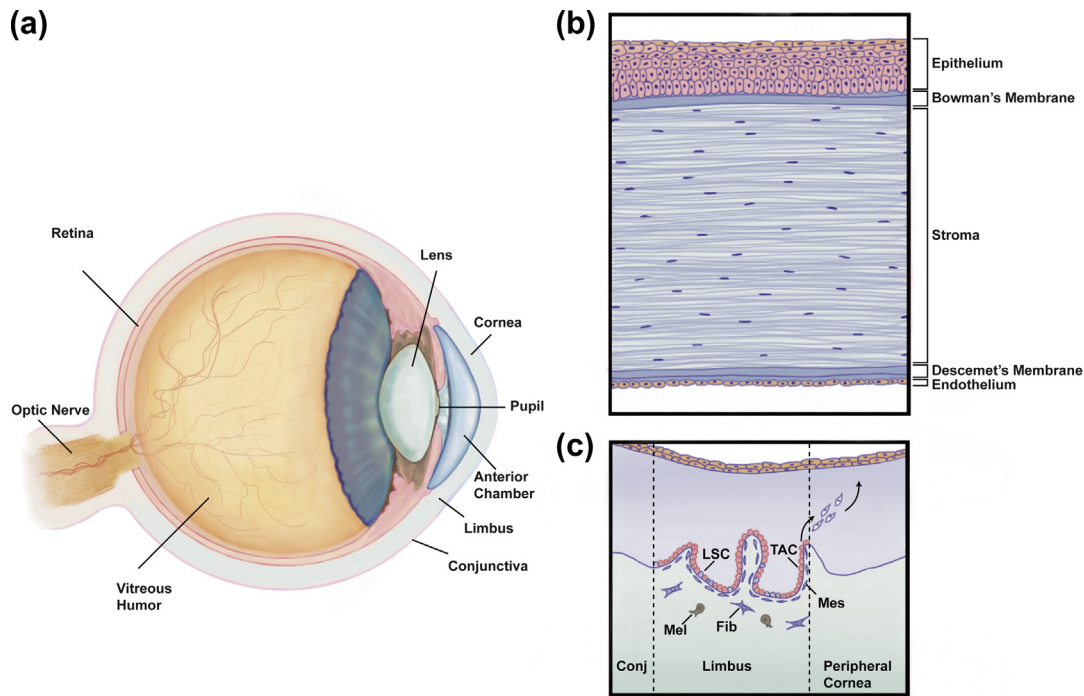 (a)
Retina
Lens
Cornea
Optic Nerve
Pupil
Anterior
Chamber
Limbus
Conjunctiva
Vitreous
Humor
(b)
Epithelium
Bowman's Membrane
Stroma
Descemet's Membrane
Endothelium
(c)
LSC
TAC
Mes
Mel
Fib
Conj
Limbus
Peripheral
Cornea